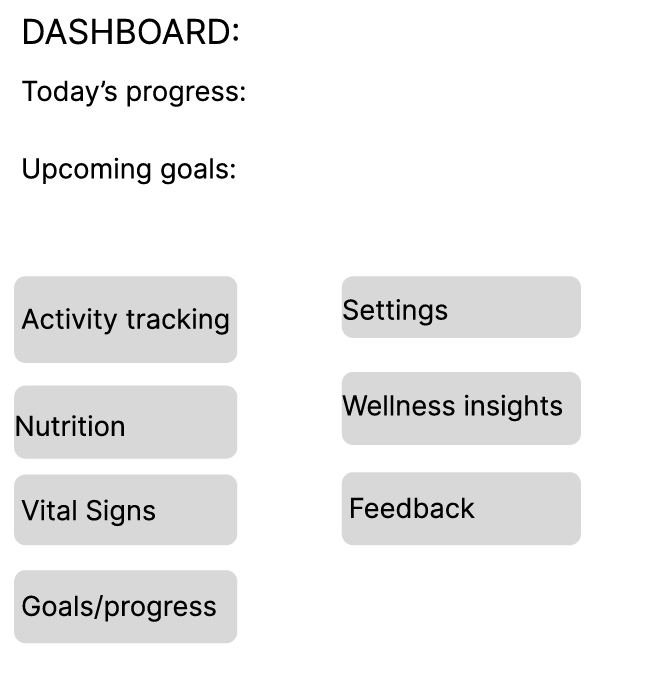 DASHBOARD:
Today’s progress:
Upcoming goals:
Activity tracking
Nutrition
Vital Signs
Goals/progress
Settings
Wellness insights
Feedback